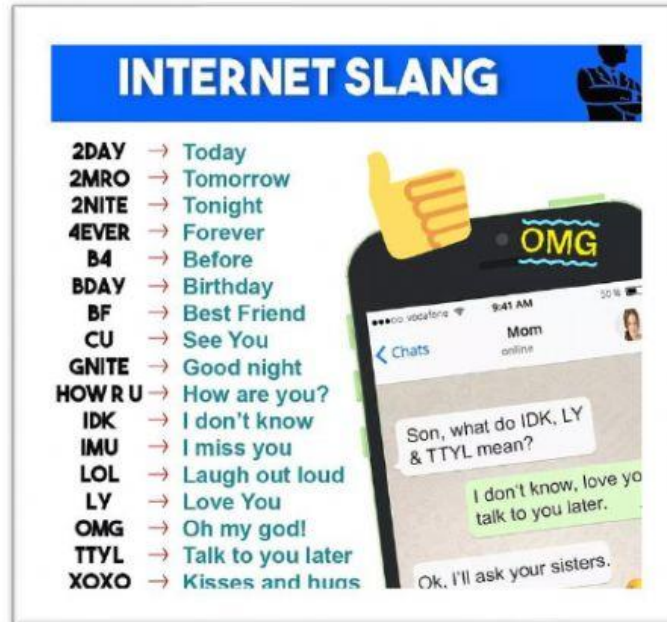 INTERNET SLANG
2DAY → Today
2MRO → Tomorrow
2NITE → Tonight
4EVER → Forever
B4 → Before
BDAY → Birthday
BF → Best Friend
CU → See You
GNITE → Good night
HOW R U → How are you?
IDK → I don't know
IMU → I miss you
LOL → Laugh out loud
LY → Love You
OMG → Oh my god!
TTYL → Talk to you later
XOXO → Kisses and hugs
OMG
vodafone 9:41 AM 50%
Chats
Mom
online
Son, what do IDK, LY
& TTYL mean?
I don't know, love yo
talk to you later.
Ok, I'll ask your sisters.